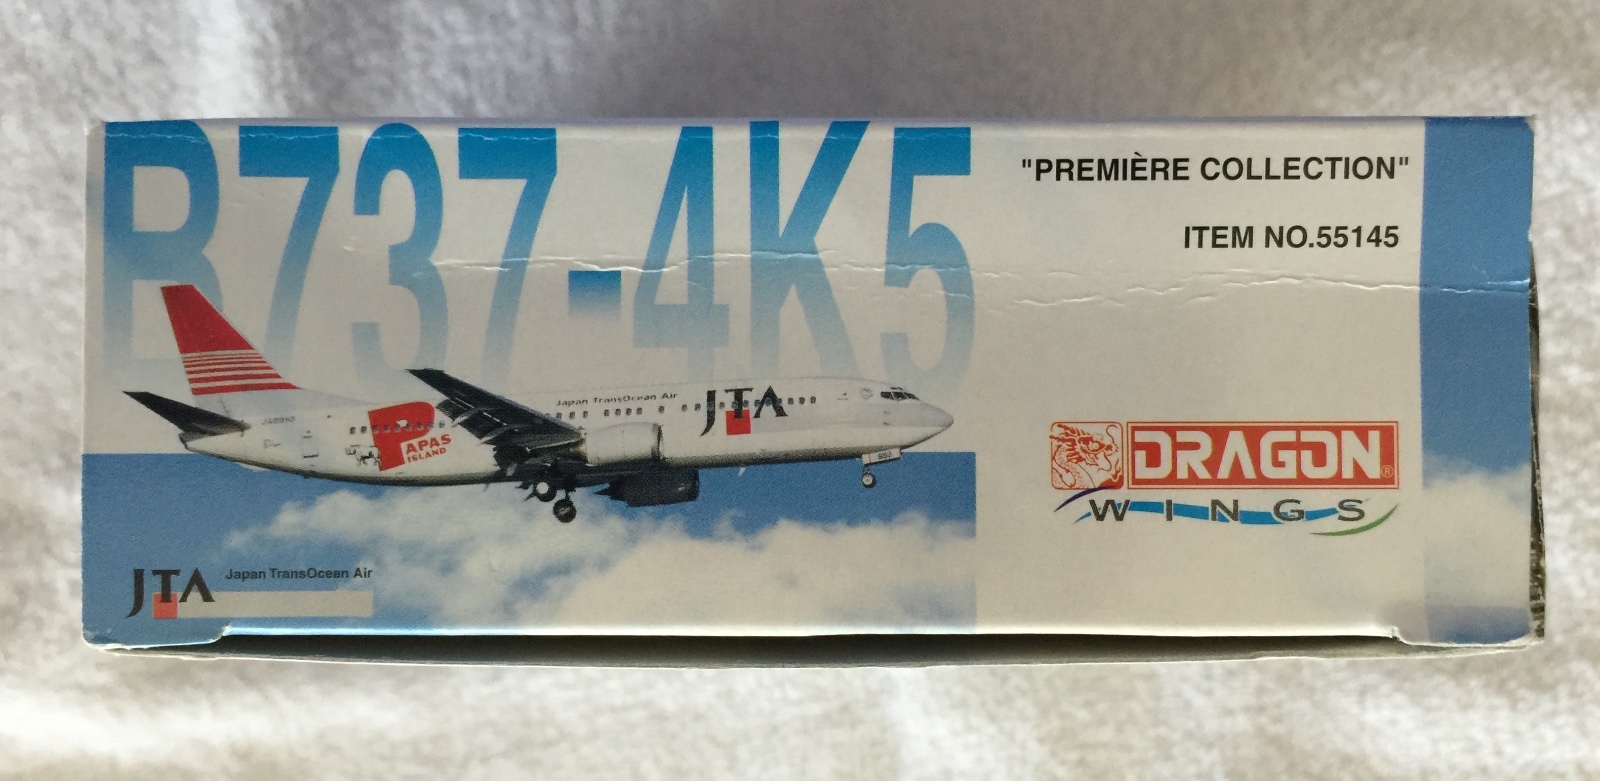 B737-4K5
"PREMIÈRE COLLECTION"
ITEM NO.55145
Japan TransOcean Air
JTA
PAPAS
ISLAND
DRAGON®
WINGS
JTA
Japan TransOcean Air